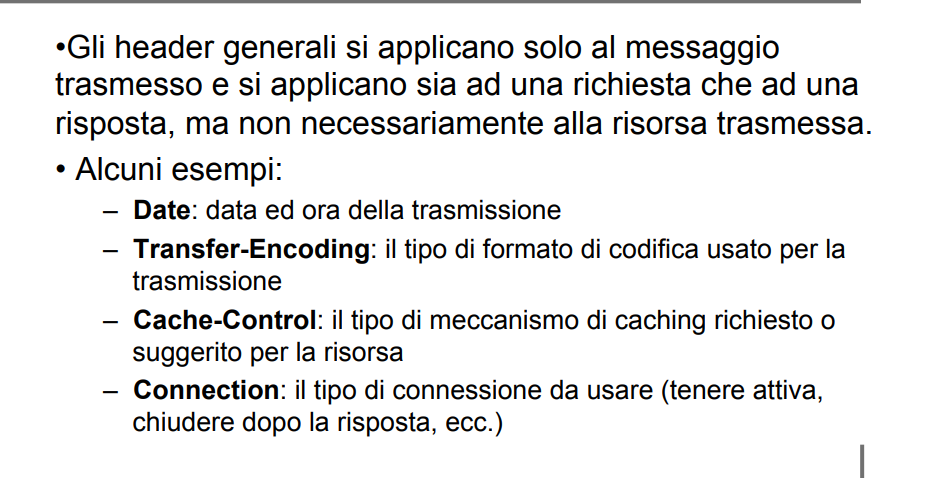 •Gli header generali si applicano solo al messaggio
trasmesso e si applicano sia ad una richiesta che ad una
risposta, ma non necessariamente alla risorsa trasmessa.
• Alcuni esempi:
– Date: data ed ora della trasmissione
– Transfer-Encoding: il tipo di formato di codifica usato per la
trasmissione
– Cache-Control: il tipo di meccanismo di caching richiesto o
suggerito per la risorsa
– Connection: il tipo di connessione da usare (tenere attiva,
chiudere dopo la risposta, ecc.)